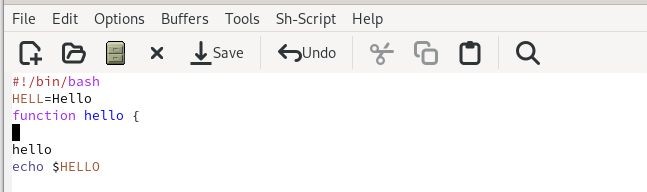 File Edit Options Buffers Tools Sh-Script Help
Save Undo
#!/bin/bash
HELL=Hello
function hello {
hello
echo $HELLO